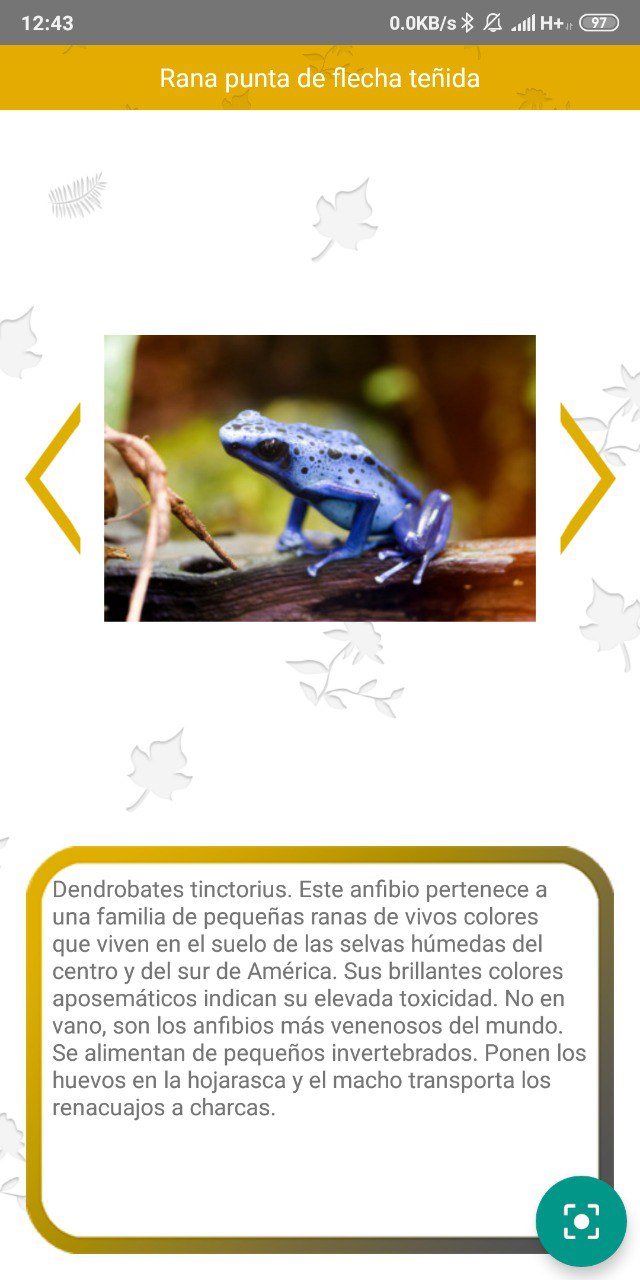 12:43
0.0KB/s H+ 97
Rana punta de flecha teñida
Dendrobates tinctorius. Este anfibio pertenece a
una familia de pequeñas ranas de vivos colores
que viven en el suelo de las selvas húmedas del
centro y del sur de América. Sus brillantes colores
aposemáticos indican su elevada toxicidad. No en
vano, son los anfibios más venenosos del mundo.
Se alimentan de pequeños invertebrados. Ponen los
huevos en la hojarasca y el macho transporta los
renacuajos a charcas.